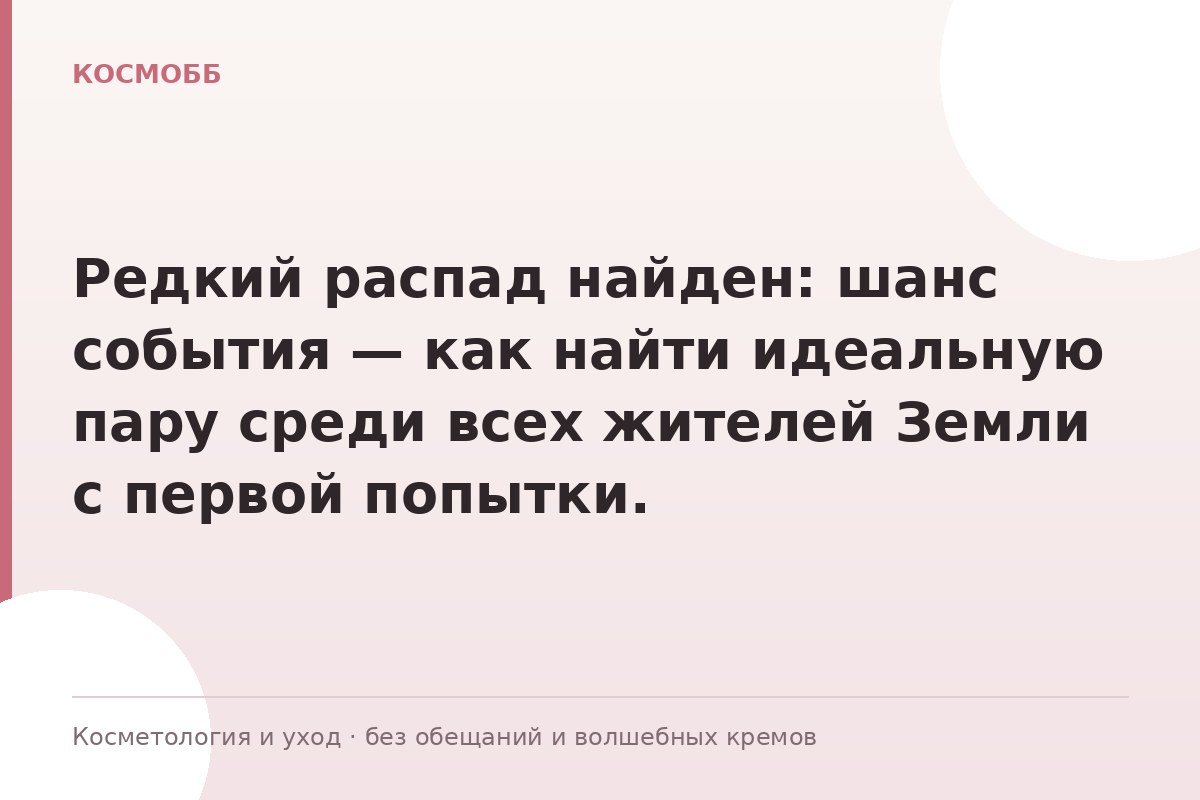 КОСМОББ
Редкий распад найден: шанс
события — как найти идеальную
пару среди всех жителей Земли
с первой попытки.
Косметология и уход · без обещаний и волшебных кремов